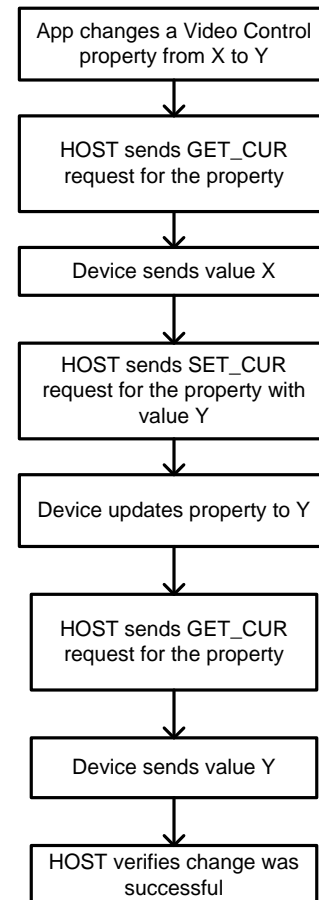 App changes a Video Control
property from X to Y
HOST sends GET_CUR
request for the property
Device sends value X
HOST sends SET_CUR
request for the property with
value Y
Device updates property to Y
HOST sends GET_CUR
request for the property
Device sends value Y
HOST verifies change was
successful